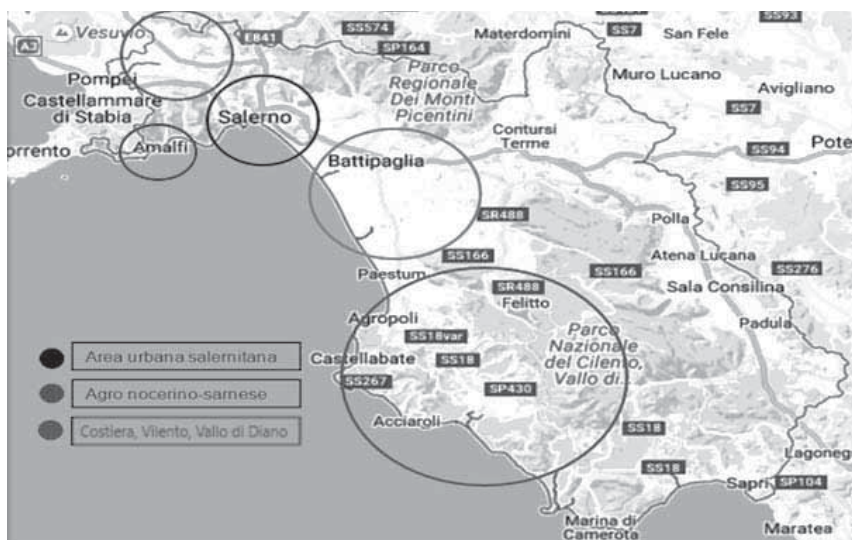 SS93
Vesuvio
E841
SS574
SP164
Materdomini
SS7
San Fele
A3
Pompei
Parco
Regionale
Dei Monti
Picentini
Muro Lucano
Avigliano
Castellammare
di Stabia
Salerno
SS7
Contursi
Terme
orrento
Amalfi
Battipaglia
SS94
Pote
SS95
SR488
Polla
SS166
Atena Lucana
Paestum
SS166
SS276
SR488
Sala Consilina
Felitto
Agropoli
Parco
Nazionale
del Cilento,
Vallo di...
Padula
SS18var
Area urbana salernitana
Castellabate
SS18
SS267
SP430
Agro nocerino-sarnese
Acciaroli
Costiera, Vilento, Vallo di Diano
SS18
Lagoneg
SS18
Sapri
SP104
Marina di
Camerota
Maratea